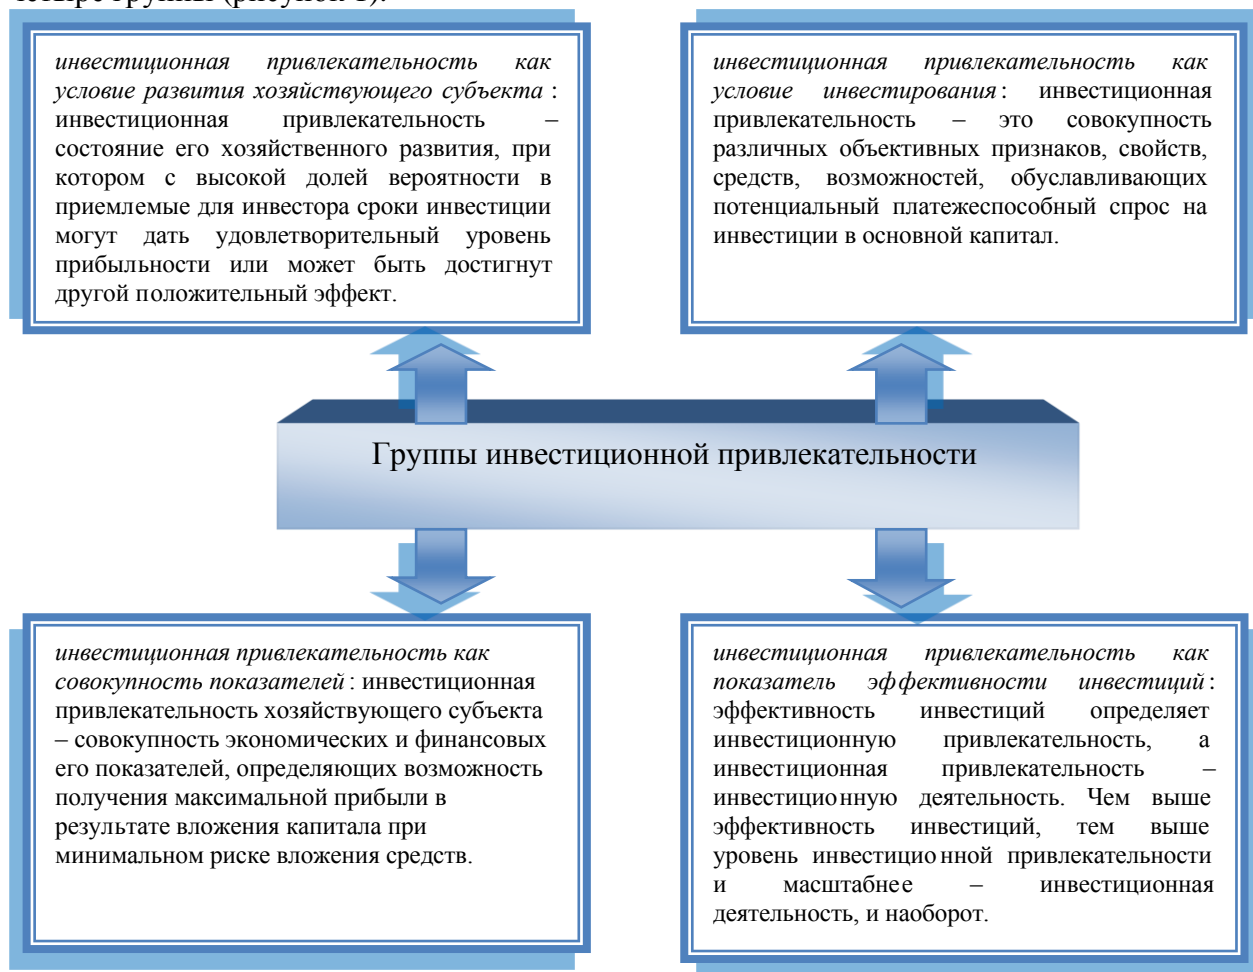 четыре группы (рисунок 1).
инвестиционная привлекательность как
условие развития хозяйствующего субъекта :
инвестиционная привлекательность –
состояние его хозяйственного развития, при
котором с высокой долей вероятности в
приемлемые для инвестора сроки инвестиции
могут дать удовлетворительный уровень
прибыльности или может быть достигнут
другой положительный эффект.
инвестиционная привлекательность как
условие инвестирования : инвестиционная
привлекательность – это совокупность
различных объективных признаков, свойств,
средств, возможностей, обуславливающих
потенциальный платежеспособный спрос на
инвестиции в основной капитал.
Группы инвестиционной привлекательности
инвестиционная привлекательность как
совокупность показателей : инвестиционная
привлекательность хозяйствующего субъекта
– совокупность экономических и финансовых
его показателей, определяющих возможность
получения максимальной прибыли в
результате вложения капитала при
минимальном риске вложения средств.
инвестиционная привлекательность как
показатель эффективности инвестиций :
эффективность инвестиций определяет
инвестиционную привлекательность, а
инвестиционная привлекательность –
инвестиционную деятельность. Чем выше
эффективность инвестиций, тем выше
уровень инвестиционной привлекательности
и масштабнее – инвестиционная
деятельность, и наоборот.